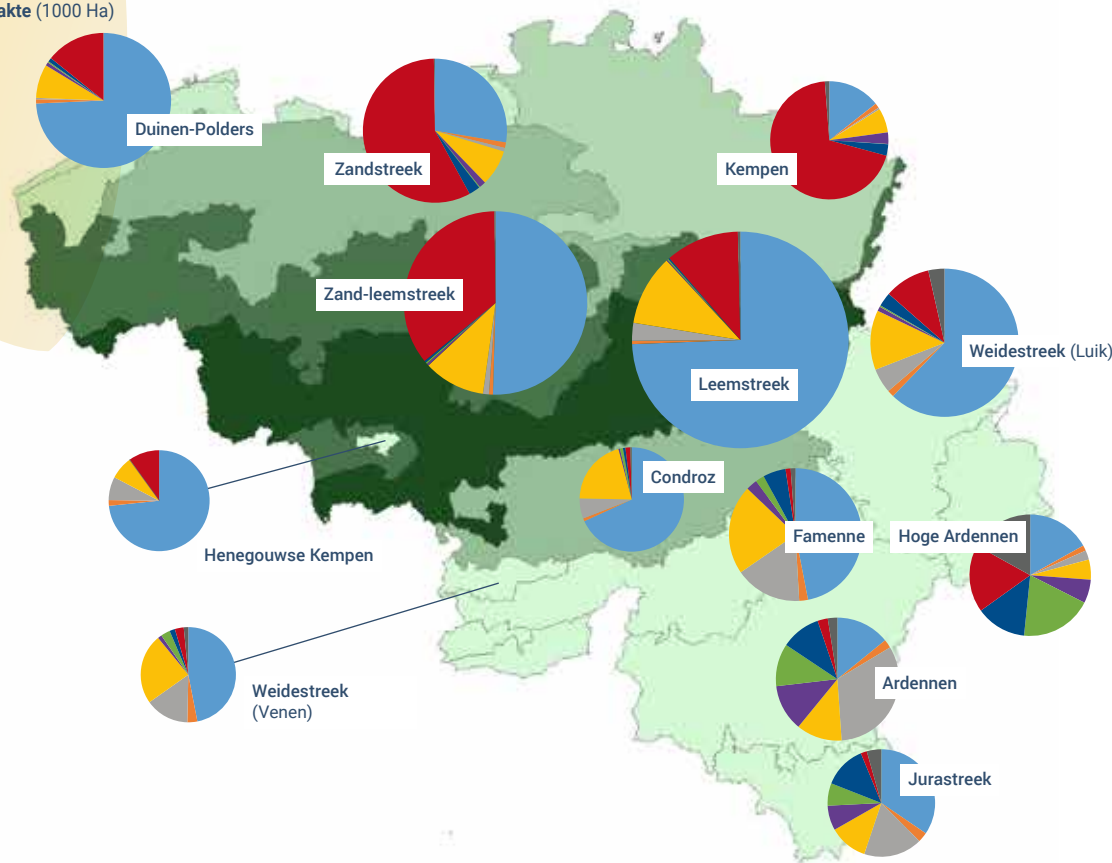 akte (1000 Ha)
Duinen-Polders
Zandstreek
Kempen
Zand-leemstreek
Leemstreek
Weidestreek (Luik)
Condroz
Famenne
Hoge Ardennen
Henegouwse Kempen
Weidestreek
(Venen)
Ardennen
Jurastreek